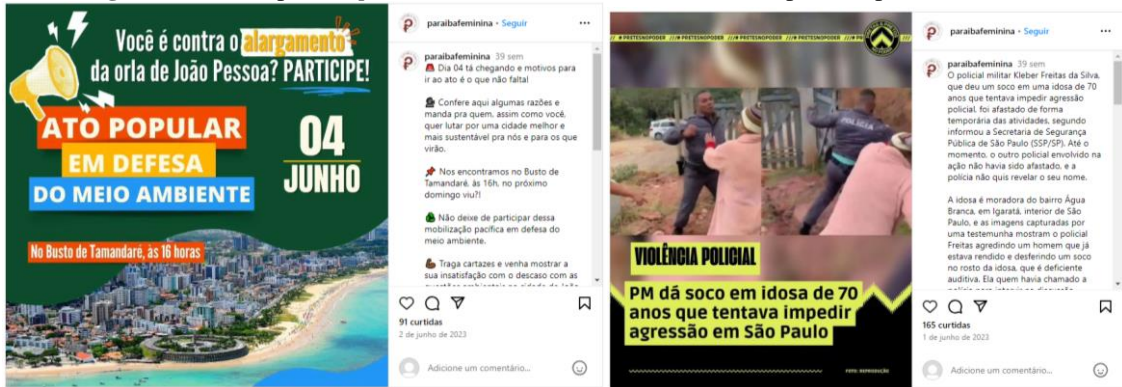 Você é contra o alargamento
da orla de João Pessoa? PARTICIPE!
ATO POPULAR
EM DEFESA
DO MEIO AMBIENTE
04
JUNHO
No Busto de Tamandaré, às 16 horas
paraibafeminina • Seguir
paraibafeminina 39 sem
Dia 04 tá chegando e motivos para
ir ao ato é o que não falta!
Confere aqui algumas razões e
manda pra quem, assim como você,
quer lutar por uma cidade melhor e
mais sustentável pra nós e para os que
virão.
Nos encontramos no Busto de
Tamandaré, às 16h, no próximo
domingo viu?!
Não deixe de participar dessa
mobilização pacífica em defesa do
meio ambiente.
Traga cartazes e venha mostrar a
sua insatisfação com o descaso com as
91 curtidas
2 de junho de 2023
Adicione um comentário...
# PRETESNOPODER ///# PRETESNOPODER ///# PRETESNOPODER
POLÍCIA
VIOLÊNCIA POLICIAL
PM dá soco em idosa de 70
anos que tentava impedir
agressão em São Paulo
FOTO: REPRODUÇÃO
paraibafeminina • Seguir
paraibafeminina 39 sem
O policial militar Kleber Freitas da Silva,
que deu um soco em uma idosa de 70
anos que tentava impedir agressão
policial, foi afastado de forma
temporária das atividades, segundo
informou a Secretaria de Segurança
Pública de São Paulo (SSP/SP). Até o
momento, o outro policial envolvido na
ação não havia sido afastado, e a
polícia não quis revelar o seu nome.
A idosa é moradora do bairro Água
Branca, em Igaratá, interior de São
Paulo, e as imagens capturadas por
uma testemunha mostram o policial
Freitas agredindo um homem que já
estava rendido e desferindo um soco
no rosto da idosa, que é deficiente
auditiva. Ela quem havia chamado a
165 curtidas
1 de junho de 2023
Adicione um comentário...